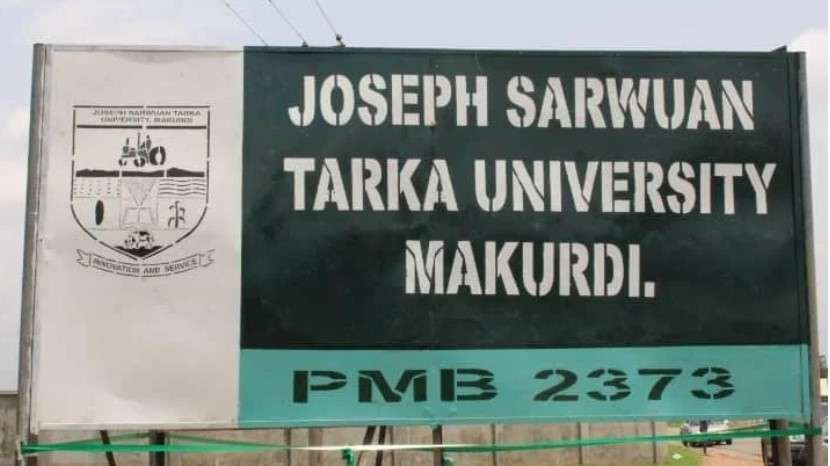 JOSEPH SARWUAN TARKA
UNIVERSITY, MAKURDI
INNOVATION AND SERVICE
JOSEPH SARWUAN
TARKA UNIVERSITY
MAKURDI.
PMB 2373